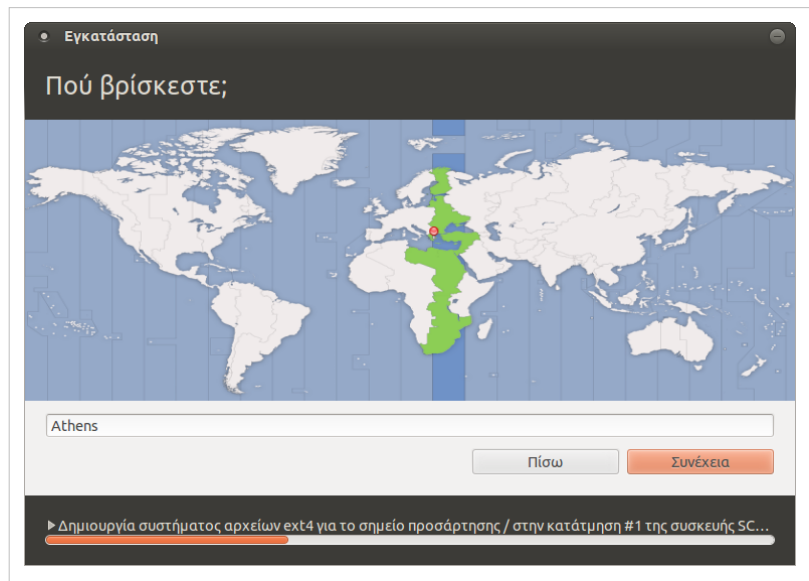 Εγκατάσταση
Πού βρίσκεστε;
Athens
Πίσω
Συνέχεια
Δημιουργία συστήματος αρχείων ext4 για το σημείο προσάρτησης / στην κατάτμηση #1 της συσκευής SC...